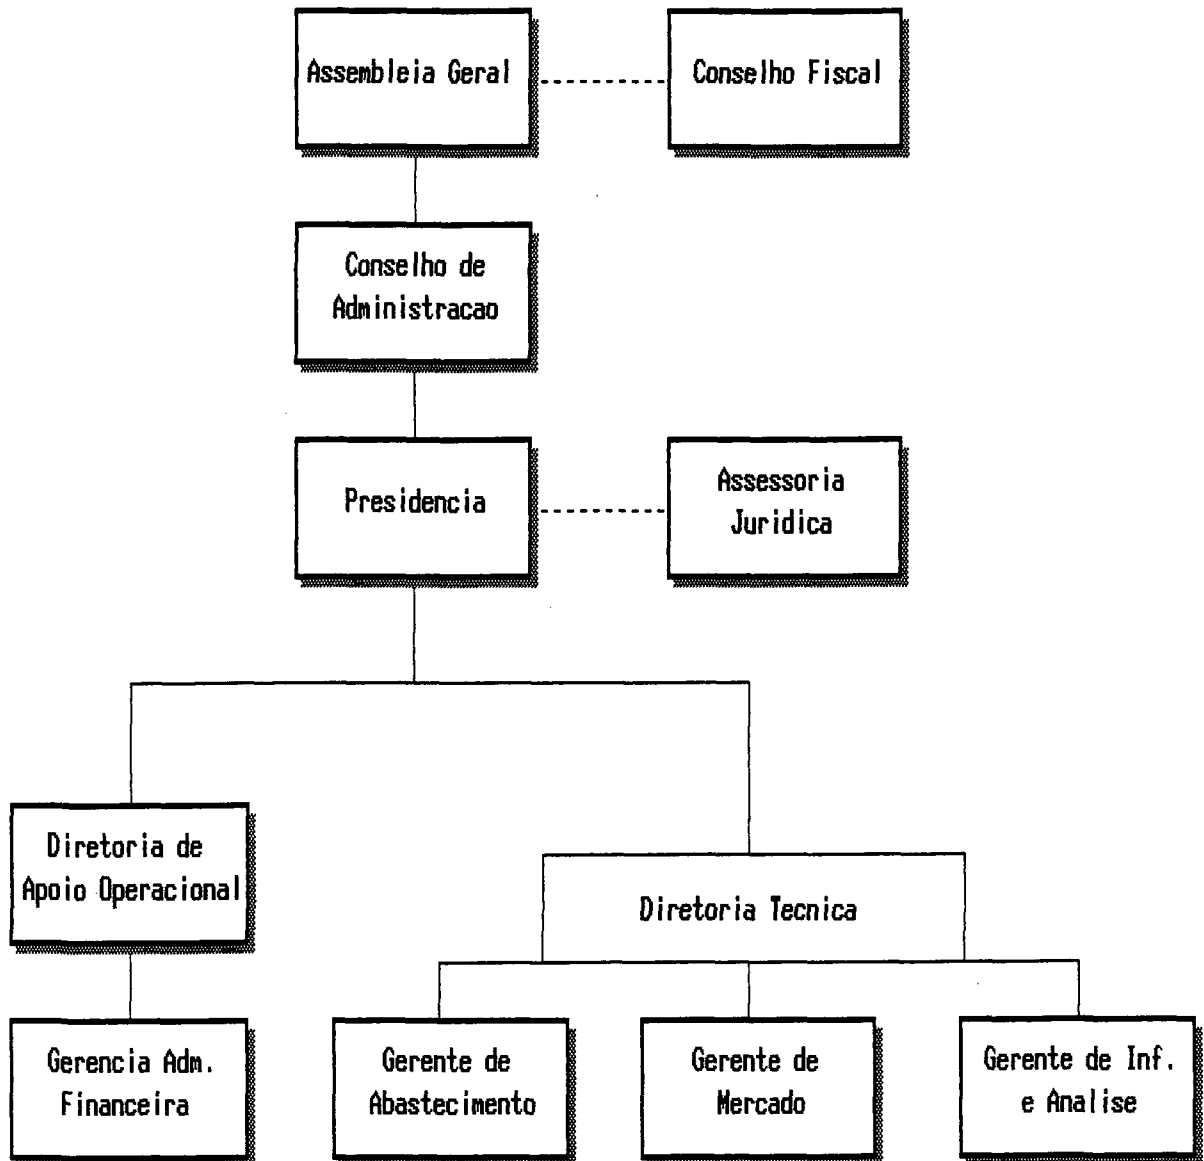 Assembleia Geral
Conselho Fiscal
Conselho de
Administracao
Presidencia
Assessoria
Juridica
Diretoria de
Apoio Operacional
Diretoria Tecnica
Gerencia Adm.
Financeira
Gerente de
Abastecimento
Gerente de
Mercado
Gerente de Inf.
e Analise